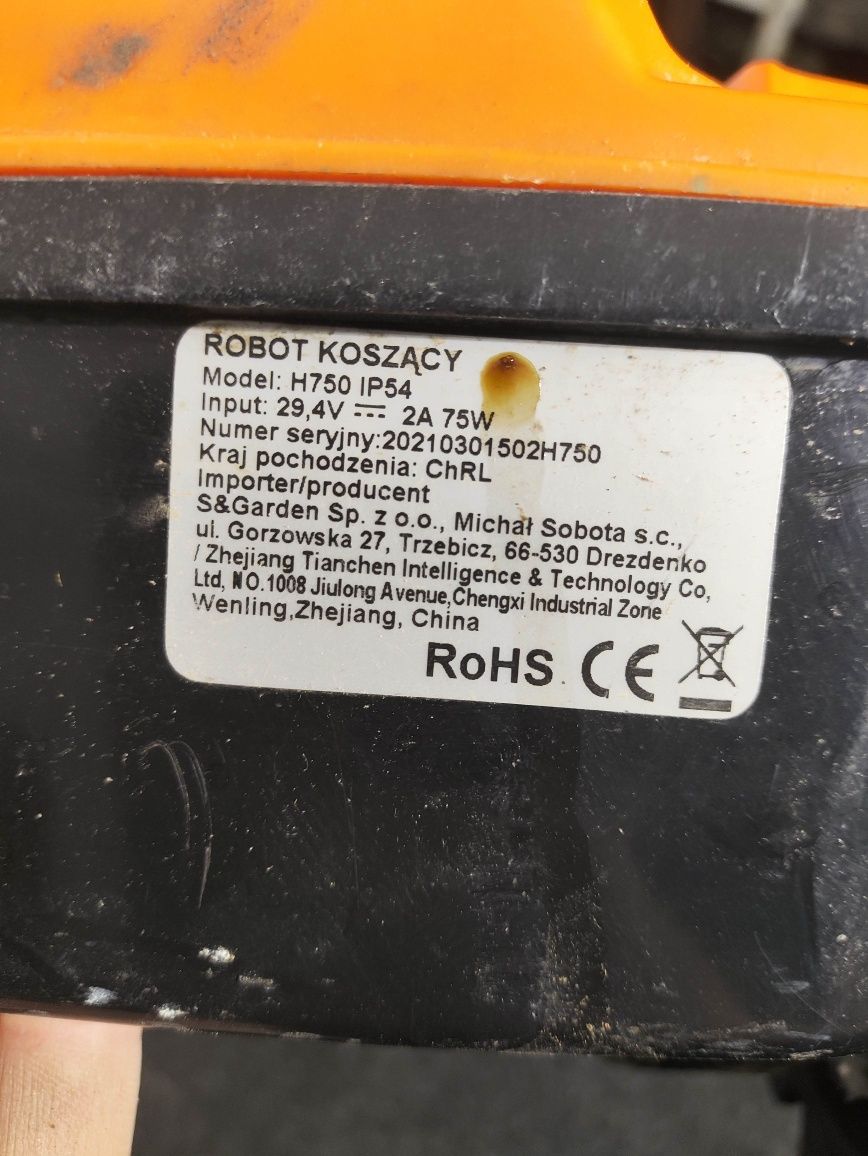 ROBOT KOSZĄCY
Model: H750 IP54
Input: 29,4V ⎓ 2A 75W
Numer seryjny:20210301502H750
Kraj pochodzenia: ChRL
Importer/producent
S&Garden Sp. z o.o., Michał Sobota s.c.,
ul. Gorzowska 27, Trzebicz, 66-530 Drezdenko
/ Zhejiang Tianchen Intelligence & Technology Co,
Ltd, NO.1008 Jiulong Avenue,Chengxi Industrial Zone
Wenling,Zhejiang, China
RoHS CE